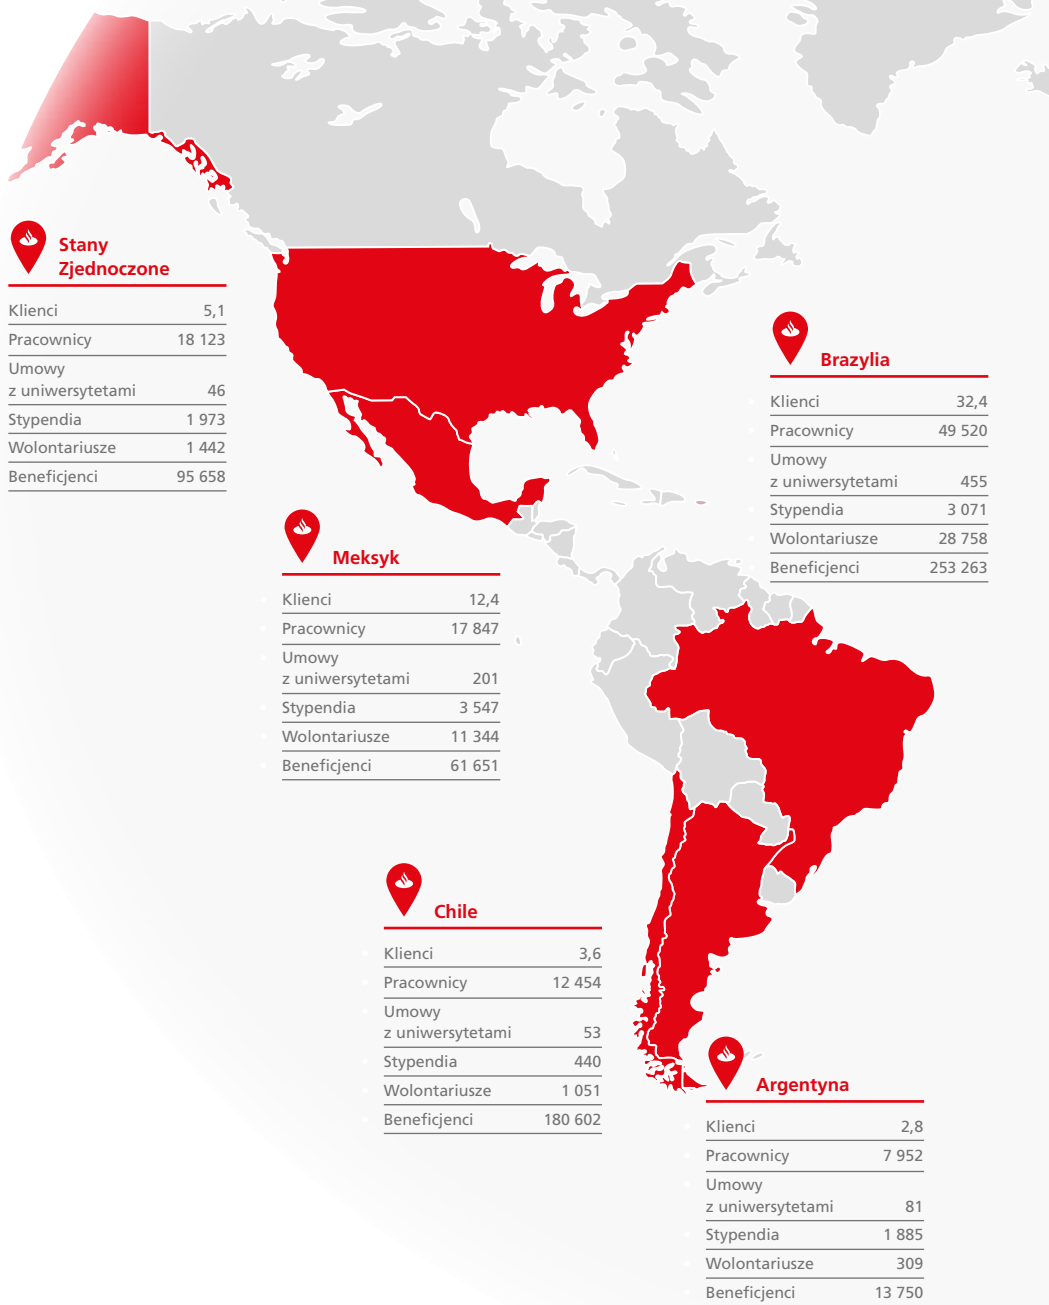 Stany
Zjednoczone
Klienci 5,1
Pracownicy 18 123
Umowy
z uniwersytetami 46
Stypendia 1 973
Wolontariusze 1 442
Beneficjenci 95 658
Brazylia
Klienci 32,4
Pracownicy 49 520
Umowy
z uniwersytetami 455
Stypendia 3 071
Wolontariusze 28 758
Beneficjenci 253 263
Meksyk
Klienci 12,4
Pracownicy 17 847
Umowy
z uniwersytetami 201
Stypendia 3 547
Wolontariusze 11 344
Beneficjenci 61 651
Chile
Klienci 3,6
Pracownicy 12 454
Umowy
z uniwersytetami 53
Stypendia 440
Wolontariusze 1 051
Beneficjenci 180 602
Argentyna
Klienci 2,8
Pracownicy 7 952
Umowy
z uniwersytetami 81
Stypendia 1 885
Wolontariusze 309
Beneficjenci 13 750